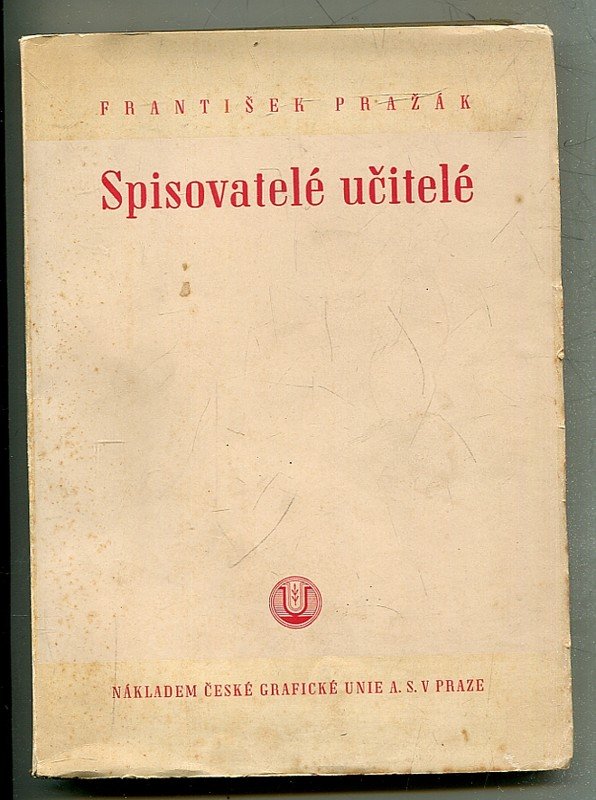 FRANTIŠEK PRAŽÁK
Spisovatelé učitelé
U
NÁKLADEM ČESKÉ GRAFICKÉ UNIE A. S. V PRAZE